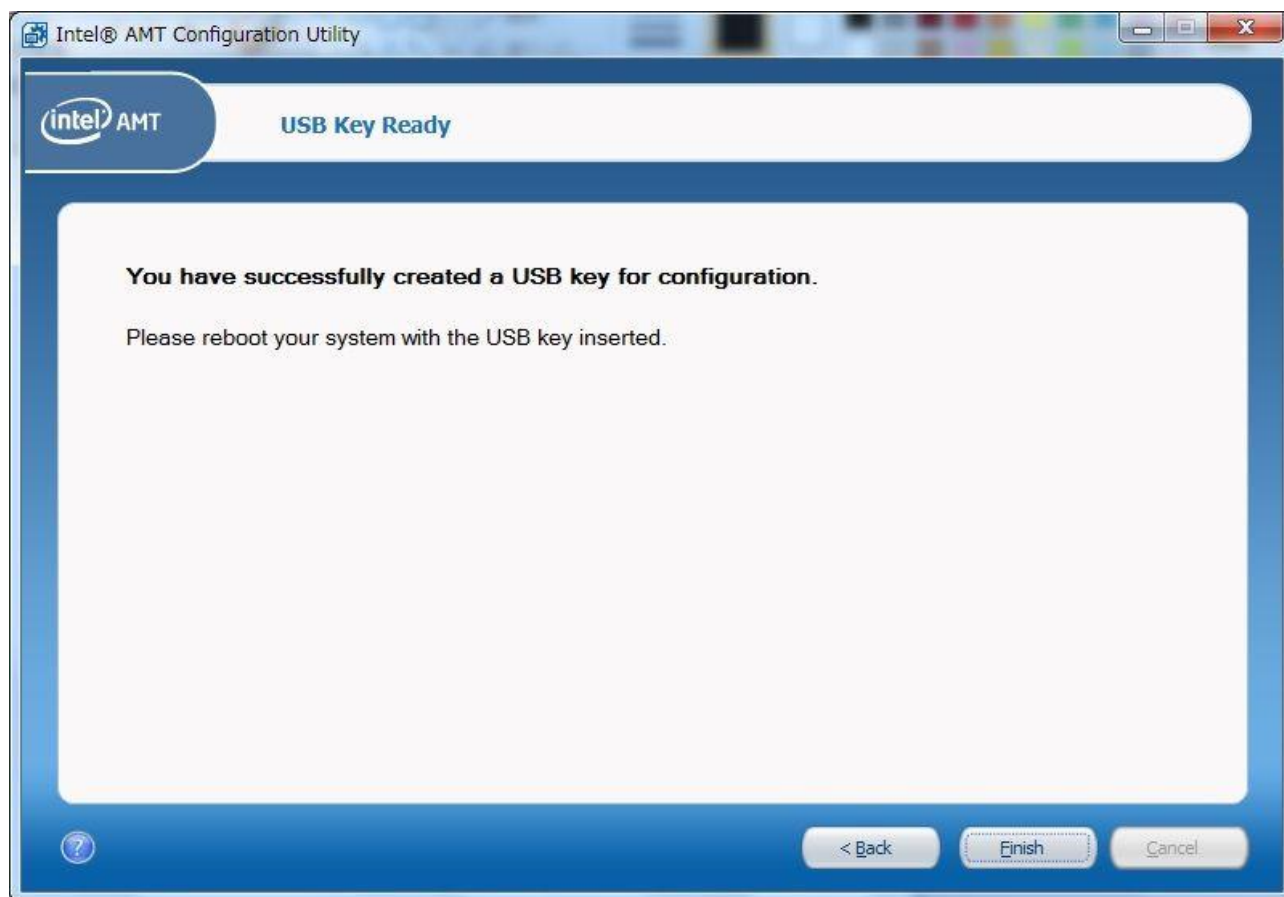 Intel® AMT Configuration Utility
intel AMT
USB Key Ready
You have successfully created a USB key for configuration.
Please reboot your system with the USB key inserted.
?
< Back
Finish
Cancel